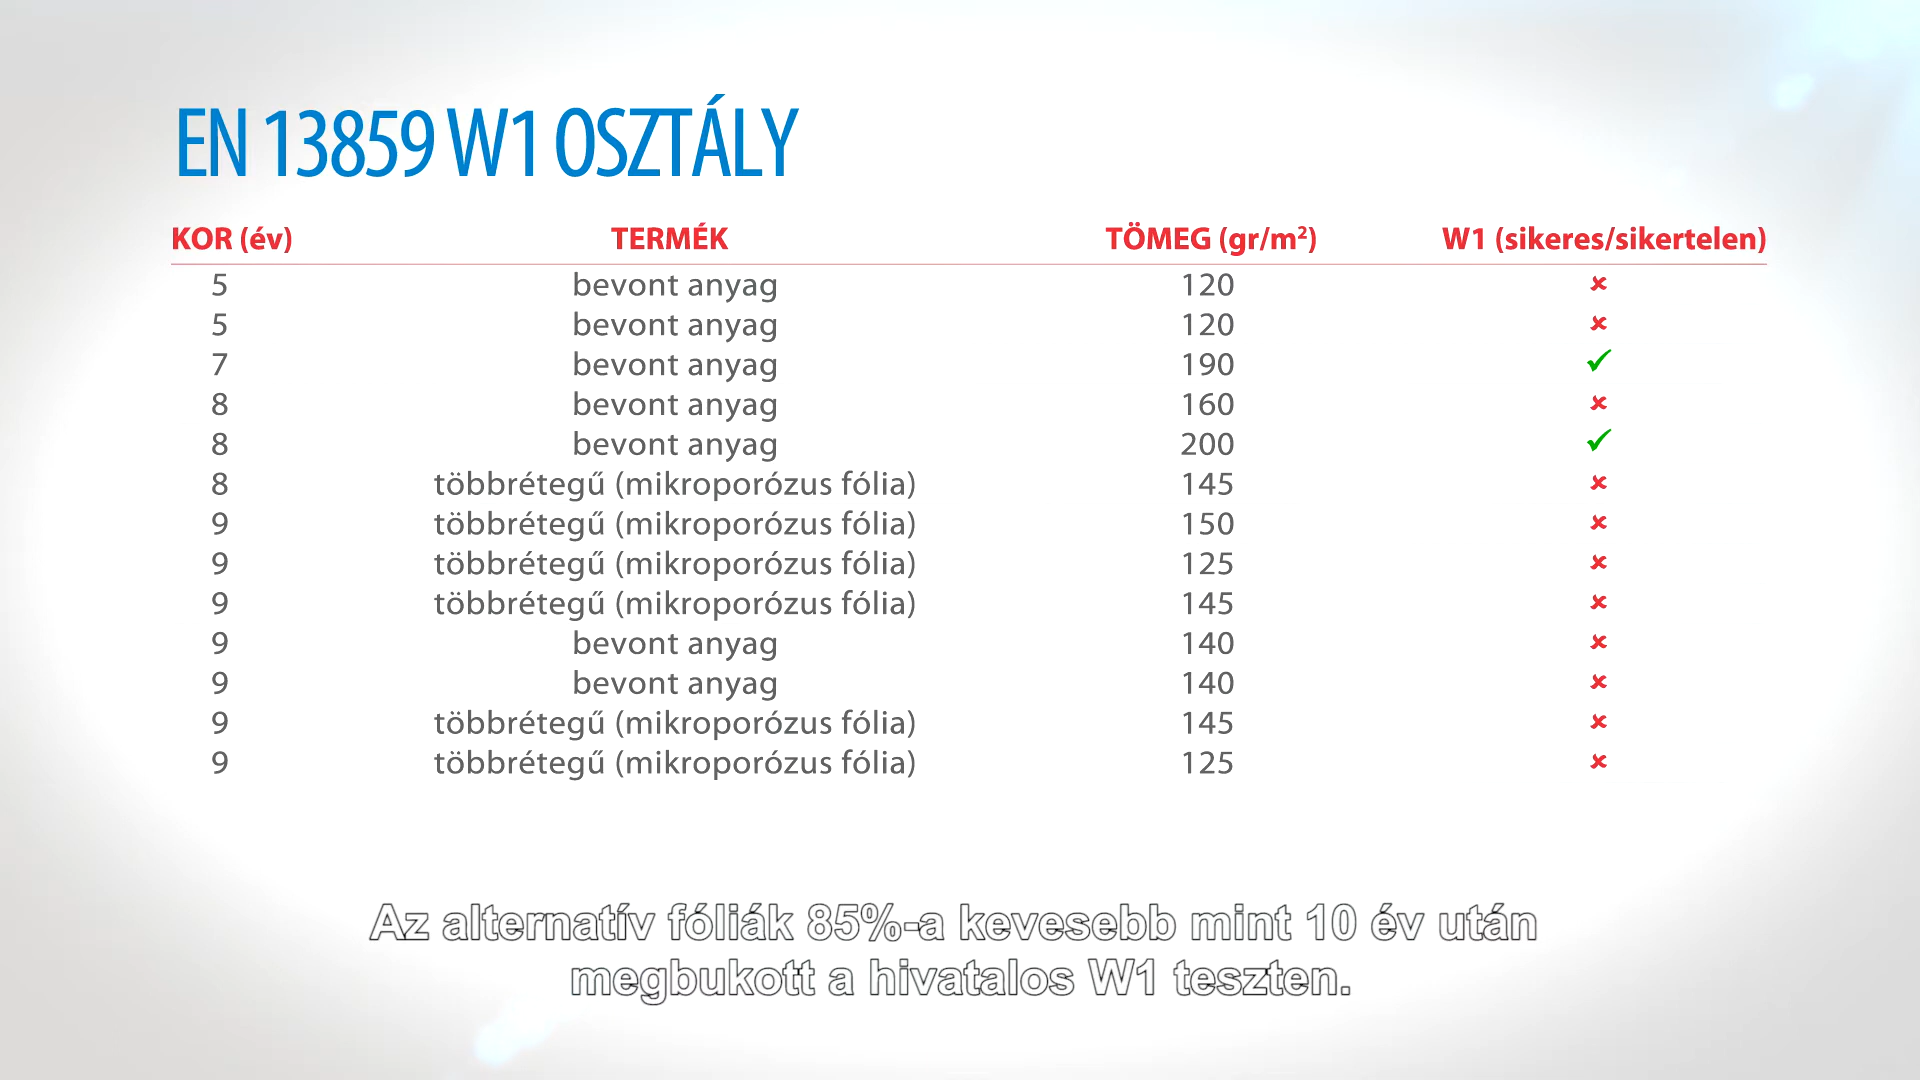 EN 13859 W1 OSZTÁLY
KOR (év) TERMÉK TÖMEG (gr/m²) W1 (sikeres/sikertelen)
5 bevont anyag 120 ✗
5 bevont anyag 120 ✗
7 bevont anyag 190 ✓
8 bevont anyag 160 ✗
8 bevont anyag 200 ✓
8 többrétegű (mikroporózus fólia) 145 ✗
9 többrétegű (mikroporózus fólia) 150 ✗
9 többrétegű (mikroporózus fólia) 125 ✗
9 többrétegű (mikroporózus fólia) 145 ✗
9 bevont anyag 140 ✗
9 bevont anyag 140 ✗
9 többrétegű (mikroporózus fólia) 145 ✗
9 többrétegű (mikroporózus fólia) 125 ✗
Az alternatív fóliák 85%-a kevesebb mint 10 év után
megbukott a hivatalos W1 teszten.